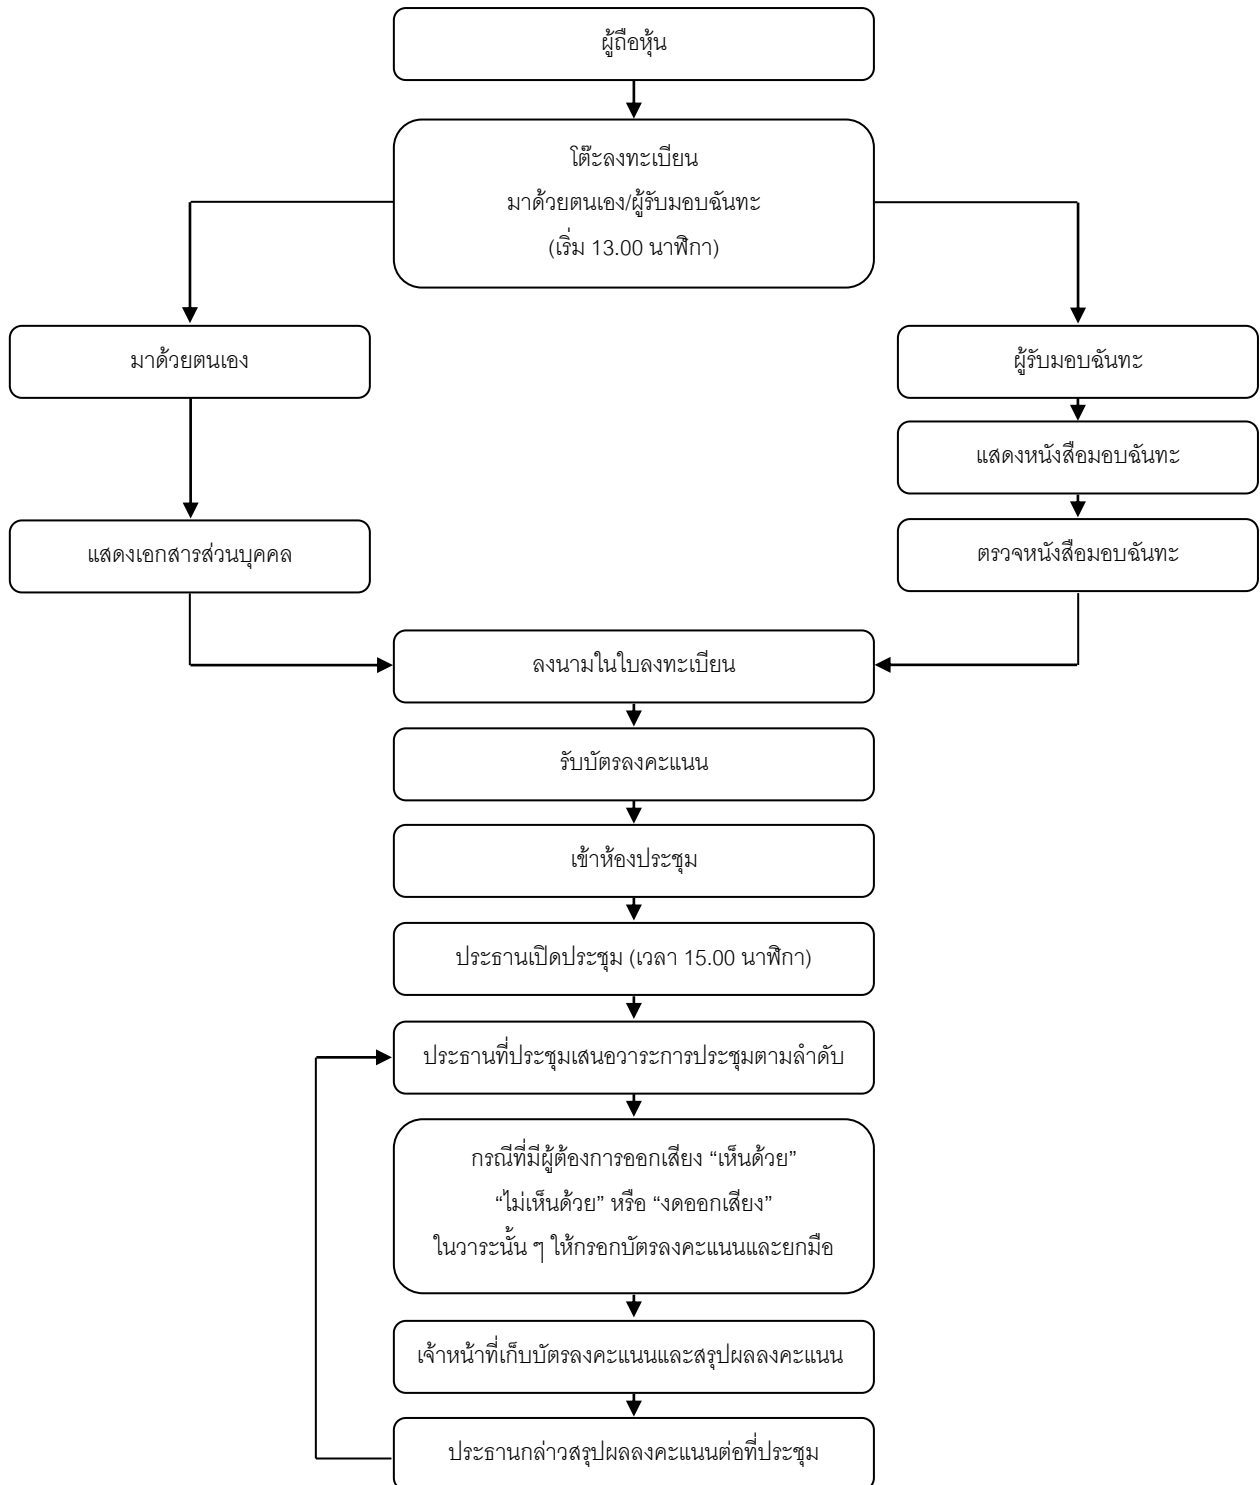 ผู้ถือหุ้น
โต๊ะลงทะเบียน
มาด้วยตนเอง/ผู้รับมอบฉันทะ
(เริ่ม 13.00 นาฬิกา)
มาด้วยตนเอง
ผู้รับมอบฉันทะ
แสดงหนังสือมอบฉันทะ
แสดงเอกสารส่วนบุคคล
ตรวจหนังสือมอบฉันทะ
ลงนามในใบลงทะเบียน
รับบัตรลงคะแนน
เข้าห้องประชุม
ประธานเปิดประชุม (เวลา 15.00 นาฬิกา)
ประธานที่ประชุมเสนอวาระการประชุมตามลำดับ
กรณีที่มีผู้ต้องการออกเสียง “เห็นด้วย”
“ไม่เห็นด้วย” หรือ “งดออกเสียง”
ในวาระนั้น ๆ ให้กรอกบัตรลงคะแนนและยกมือ
เจ้าหน้าที่เก็บบัตรลงคะแนนและสรุปผลลงคะแนน
ประธานกล่าวสรุปผลลงคะแนนต่อที่ประชุม